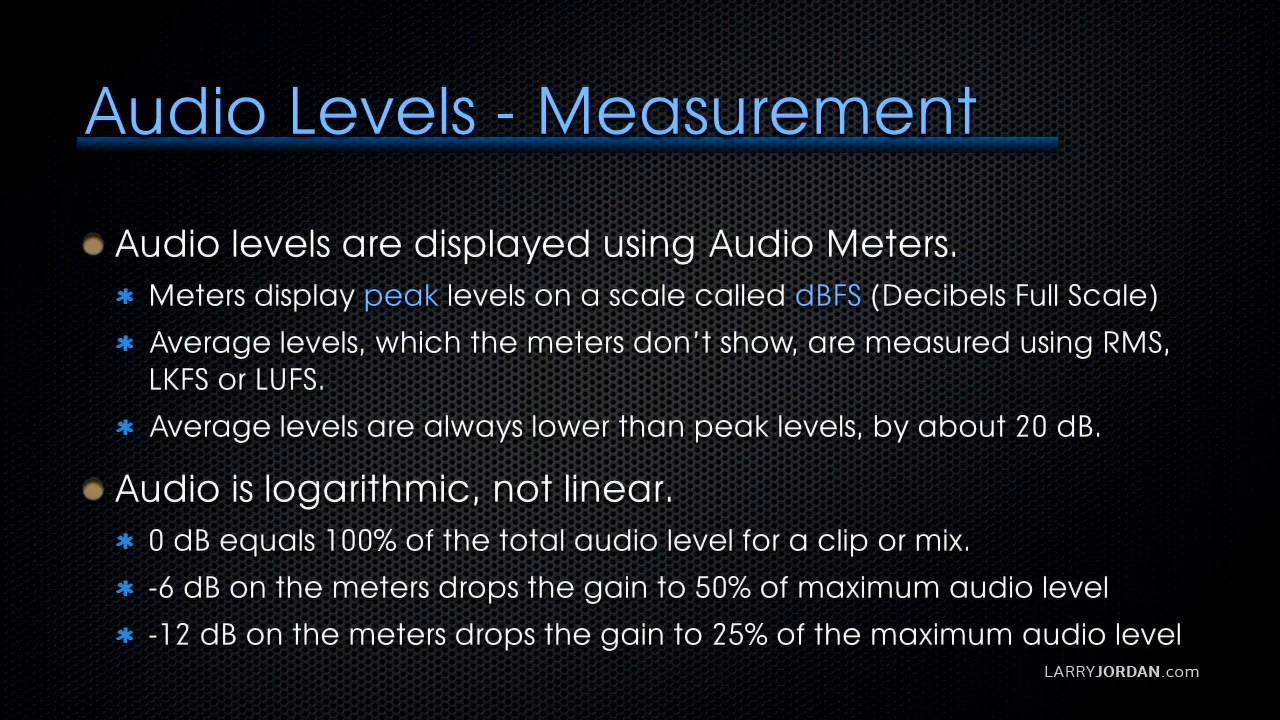 Audio Levels - Measurement
Audio levels are displayed using Audio Meters.
Meters display peak levels on a scale called dBFS (Decibels Full Scale)
Average levels, which the meters don’t show, are measured using RMS,
LKFS or LUFS.
Average levels are always lower than peak levels, by about 20 dB.
Audio is logarithmic, not linear.
0 dB equals 100% of the total audio level for a clip or mix.
-6 dB on the meters drops the gain to 50% of maximum audio level
-12 dB on the meters drops the gain to 25% of the maximum audio level
LARRYJORDAN.com